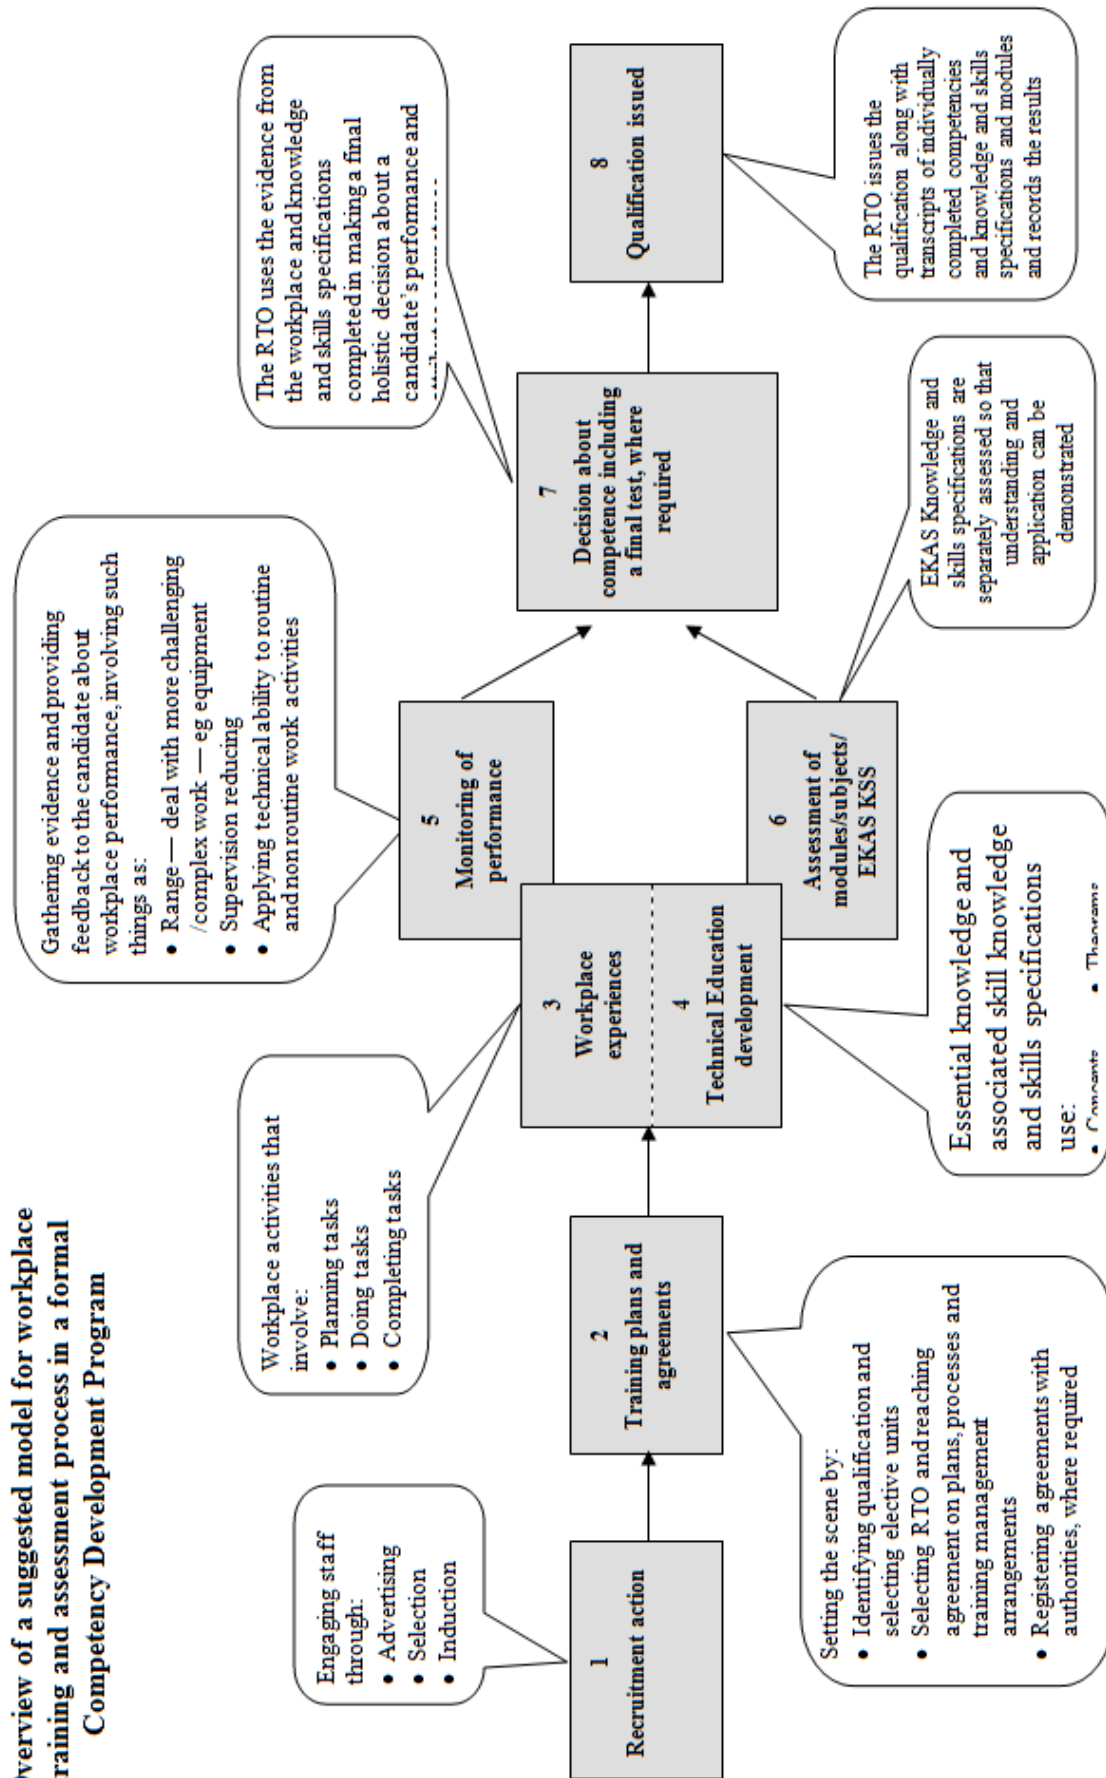 verview of a suggested model for workplace
raining and assessment process in a formal
Competency Development Program
Engaging staff
through:
• Advertising
• Selection
• Induction
1
Recruitment action
Setting the scene by:
• Identifying qualification and
selecting elective units
• Selecting RTO and reaching
agreement on plans, processes and
training management
arrangements
• Registering agreements with
authorities, where required
2
Training plans and
agreements
Workplace activities that
involve:
• Planning tasks
• Doing tasks
• Completing tasks
3
Workplace
experiences
4
Technical Education
development
Essential knowledge and
associated skill knowledge
and skills specifications
use:
• Concepts • Theorems
Gathering evidence and providing
feedback to the candidate about
workplace performance, involving such
things as:
• Range — deal with more challenging
/complex work — eg equipment
• Supervision reducing
• Applying technical ability to routine
and nonroutine work activities
5
Monitoring of
performance
6
Assessment of
modules/subjects/
EKAS KSS
EKAS Knowledge and
skills specifications are
separately assessed so that
understanding and
application can be
demonstrated
The RTO uses the evidence from
the workplace and knowledge
and skills specifications
completed in making a final
holistic decision about a
candidate's performance and
7
Decision about
competence including
a final test, where
required
8
Qualification issued
The RTO issues the
qualification along with
transcripts of individually
completed competencies
and knowledge and skills
specifications and modules
and records the results